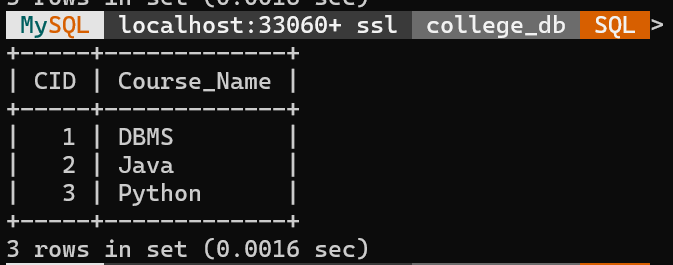 3 rows in set (0.0018 sec)
MySQL localhost:33060+ ssl college_db SQL >
+-----+-------------+
| CID | Course_Name |
+-----+-------------+
|   1 | DBMS        |
|   2 | Java        |
|   3 | Python      |
+-----+-------------+
3 rows in set (0.0016 sec)